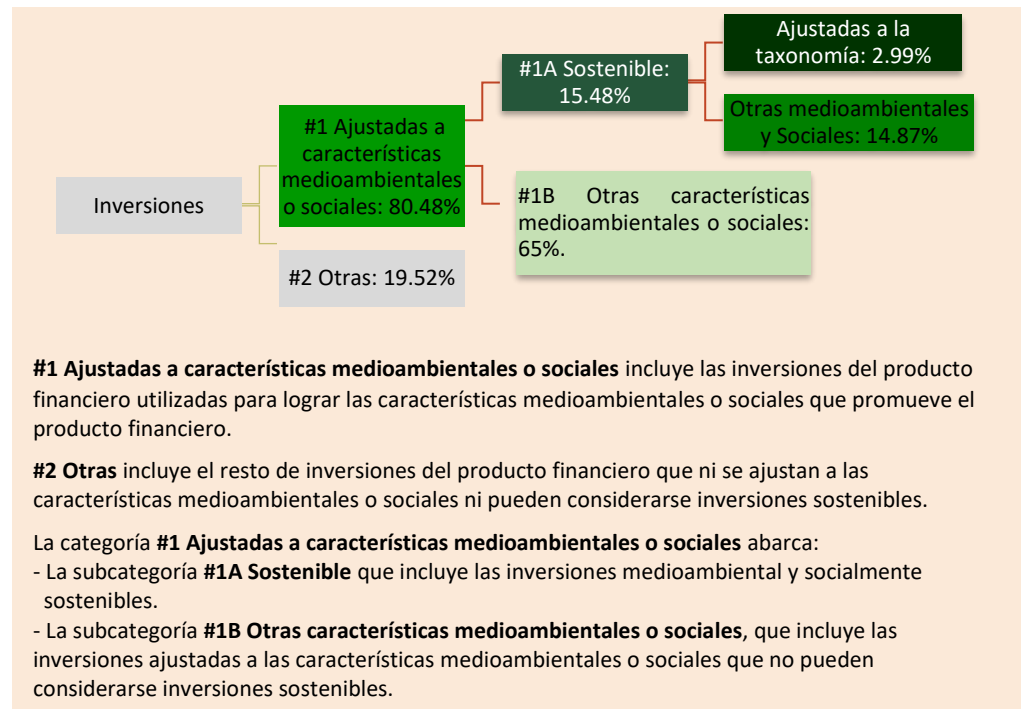 Ajustadas a la
taxonomía: 2.99%
#1A Sostenible:
15.48%
Otras medioambientales
y Sociales: 14.87%
#1 Ajustadas a
características
medioambientales
o sociales: 80.48%
#1B Otras características
medioambientales o sociales:
65%.
Inversiones
#2 Otras: 19.52%
#1 Ajustadas a características medioambientales o sociales incluye las inversiones del producto
financiero utilizadas para lograr las características medioambientales o sociales que promueve el
producto financiero.
#2 Otras incluye el resto de inversiones del producto financiero que ni se ajustan a las
características medioambientales o sociales ni pueden considerarse inversiones sostenibles.
La categoría #1 Ajustadas a características medioambientales o sociales abarca:
- La subcategoría #1A Sostenible que incluye las inversiones medioambiental y socialmente
sostenibles.
- La subcategoría #1B Otras características medioambientales o sociales, que incluye las
inversiones ajustadas a las características medioambientales o sociales que no pueden
considerarse inversiones sostenibles.